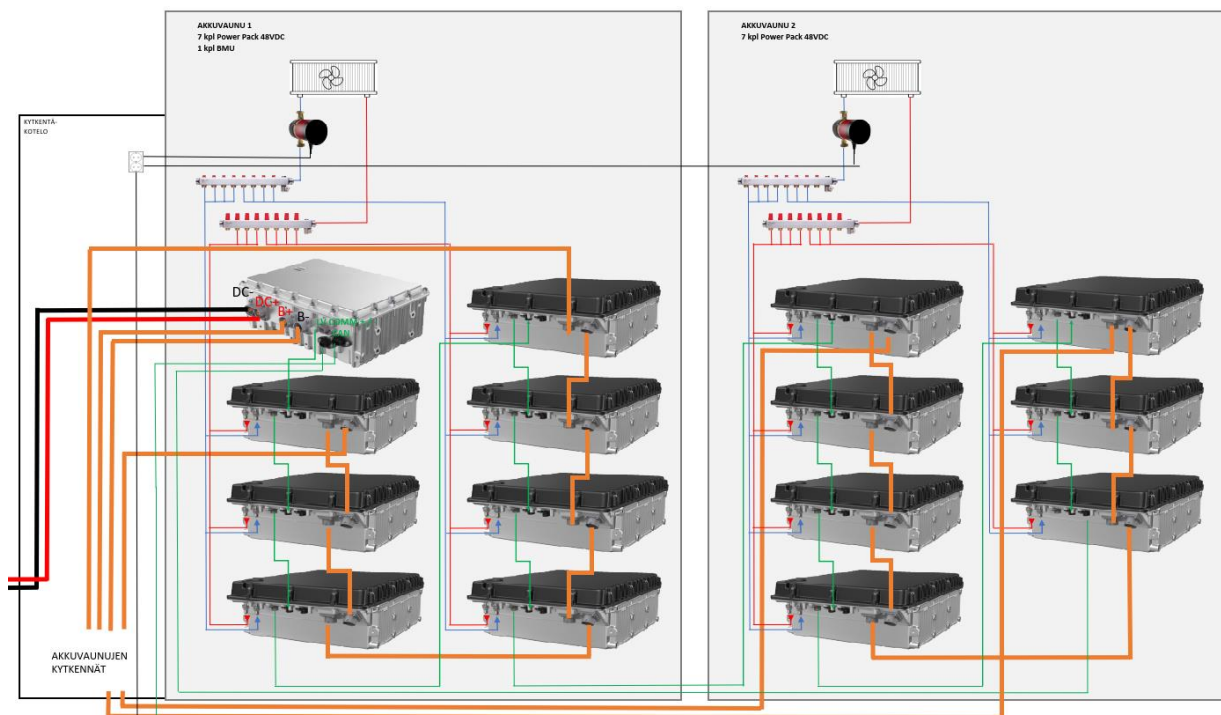 AKKUVAUNU 1
7 kpl Power Pack 48VDC
1 kpl BMU
AKKUVAUNU 2
7 kpl Power Pack 48VDC
KYTKENTÄ-
KOTELO
DC-
DC+
B+
B-
AKKUVAUNUJEN
KYTKENNÄT